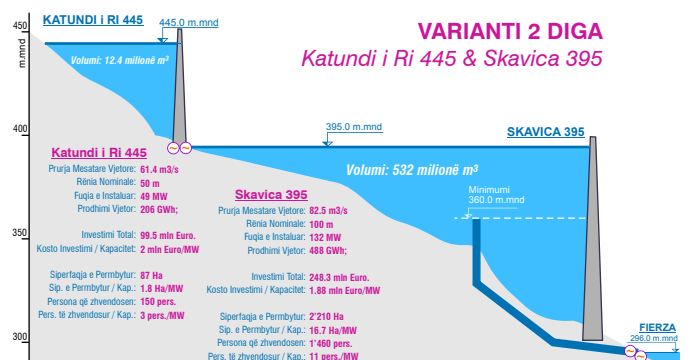 KATUNDI i RI 445
445.0 m.mnd
VARIANTI 2 DIGA
Katundi i Ri 445 & Skavica 395
450
m.mnd
Volumi: 12.4 milionë m³
400
395.0 m.mnd
SKAVICA 395
Katundi i Ri 445
Prurja Mesatare Vjetore: 61.4 m3/s
Rënia Nominale: 50 m
Fuqia e Instaluar: 49 MW
Prodhimi Vjetor: 206 GWh;
Investimi Total: 99.5 mln Euro.
Kosto Investimi / Kapacitet: 2 mln Euro/MW
Siperfaqja e Permbytur: 87 Ha
Sip. e Permbytur / Kap.: 1.8 Ha/MW
Persona që zhvendosen: 150 pers.
Pers. të zhvendosur / Kap.: 3 pers./MW
Volumi: 532 milionë m³
Skavica 395
Prurja Mesatare Vjetore: 82.5 m3/s
Rënia Nominale: 100 m
Fuqia e Instaluar: 132 MW
Prodhimi Vjetor: 488 GWh;
Investimi Total: 248.3 mln Euro.
Kosto Investimi / Kapacitet: 1.88 mln Euro/MW
Siperfaqja e Permbytur: 2'210 Ha
Sip. e Permbytur / Kap.: 16.7 Ha/MW
Persona që zhvendosen: 1'460 pers.
Pers. të zhvendosur / Kap.: 11 pers./MW
Minimumi
360.0 m.mnd
350
300
FIERZA
296.0 m.mnd